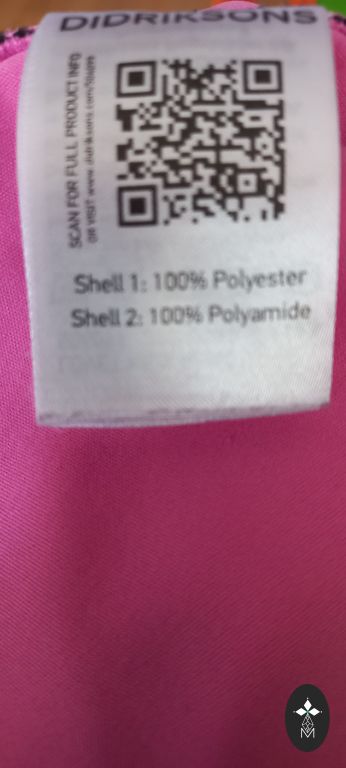 DIDRIKSONS
SCAN FOR FULL PRODUCT INFO
OR VISIT www.didriksons.com/
Shell 1: 100% Polyester
Shell 2: 100% Polyamide
M